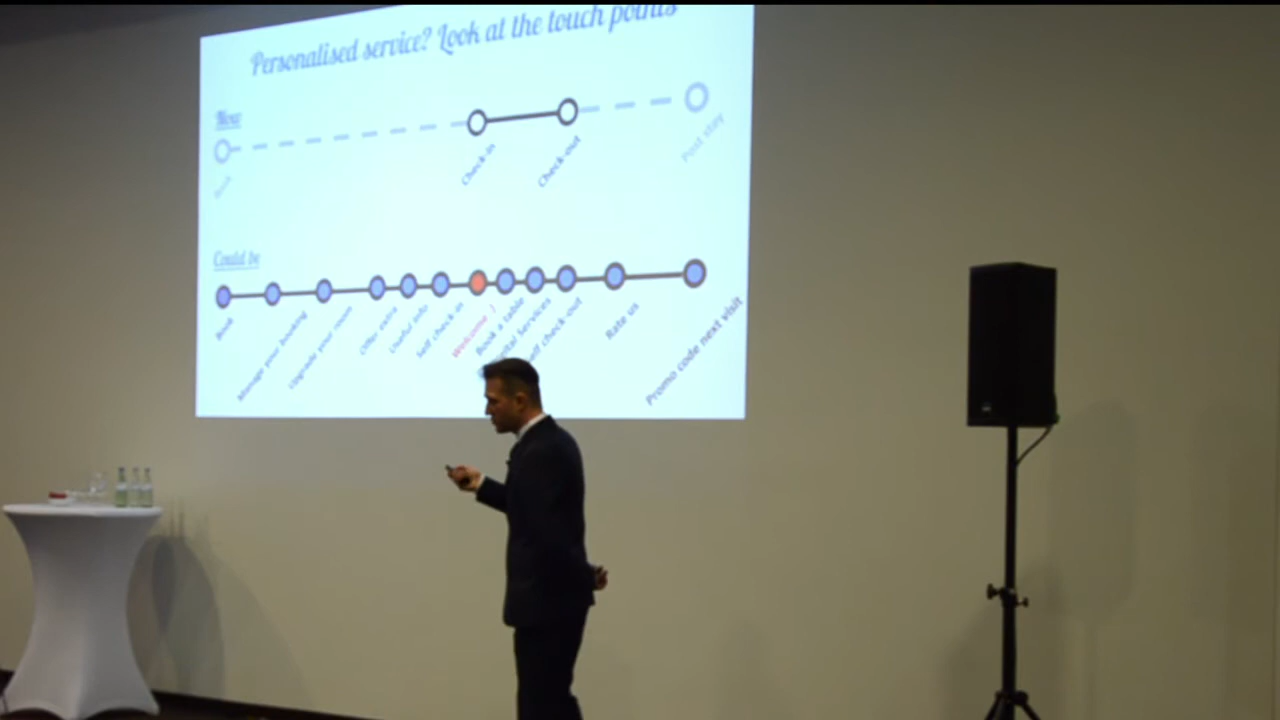 Personalised service? Look at the touch points
Now
Book
Check-in
Check-out
Post stay
Could be
Book
Manage your booking
Upgrade your room
Offer extra
Useful info
Self check in
Welcome :)
Book a table
Services
Self check-out
Rate us
Promo code next visit